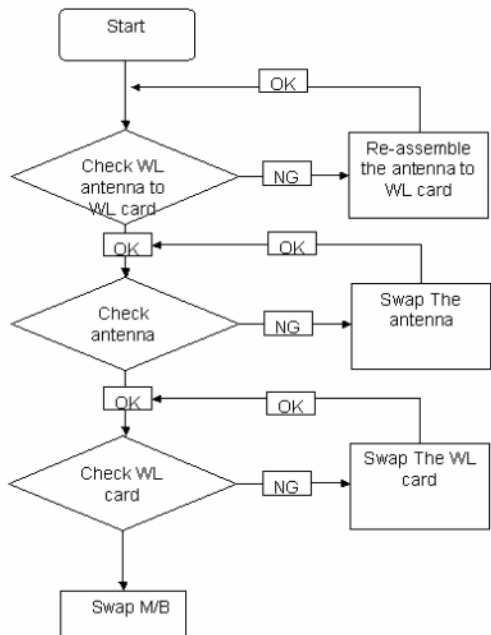 Start
OK
Check WL
antenna to
WL card
NG
Re-assemble
the antenna to
WL card
OK
OK
Check
antenna
NG
Swap The
antenna
OK
OK
Check WL
card
NG
Swap The WL
card
Swap M/B